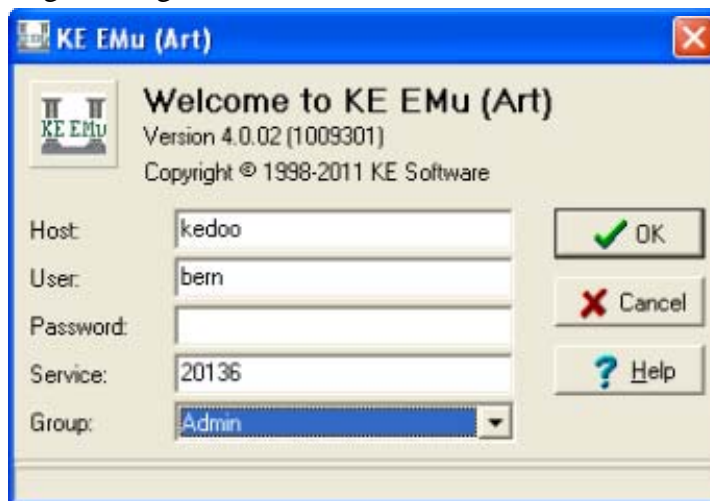 KE EMu (Art)
KE EMu
Welcome to KE EMu (Art)
Version 4.0.02 (1009301)
Copyright © 1998-2011 KE Software
Host: kedoo
OK
User: bern
Cancel
Password:
Service: 20136
Help
Group: Admin